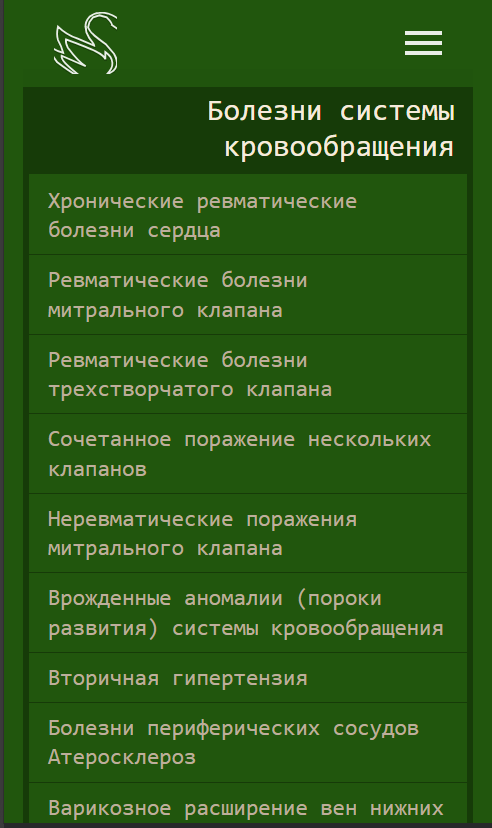 Болезни системы
кровообращения
Хронические ревматические
болезни сердца
Ревматические болезни
митрального клапана
Ревматические болезни
трехстворчатого клапана
Сочетанное поражение нескольких
клапанов
Неревматические поражения
митрального клапана
Врожденные аномалии (пороки
развития) системы кровообращения
Вторичная гипертензия
Болезни периферических сосудов
Атеросклероз
Варикозное расширение вен нижних